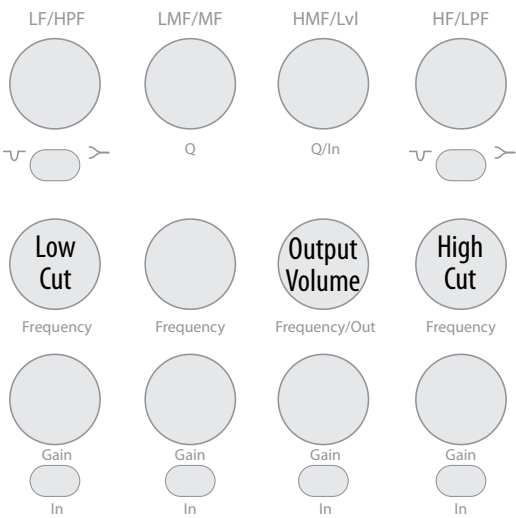 LF/HPF LMF/MF HMF/Lvl HF/LPF
Q Q/In
Low Cut
Output Volume
High Cut
Frequency Frequency Frequency/Out Frequency
Gain Gain Gain Gain
In In In In